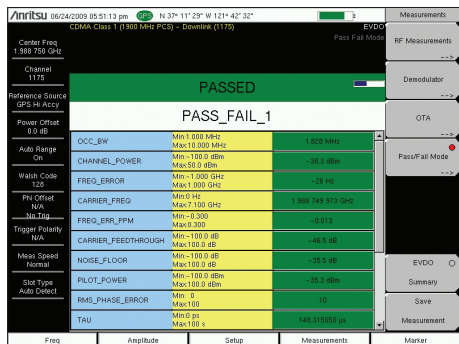 Anritsu 06/24/2009 05:51:13 pm GPS N 37° 11' 29" W 121° 42' 32"
CDMA Class 1 (1900 MHz PCS) - Downlink (1175) EVDO
Pass Fail Mode
Center Freq
1.988 750 GHz
Channel
1175
Reference Source
GPS Hi Accy
Power Offset
0.0 dB
Auto Range
On
Walsh Code
128
PN Offset
N/A
No Trig
Trigger Polarity
N/A
Meas Speed
Normal
Slot Type
Auto Detect
PASSED
PASS_FAIL_1
OCC_BW Min:1.000 MHz Max:10.000 MHz 1.626 MHz
CHANNEL_POWER Min:-100.0 dBm Max:50.0 dBm -38.3 dBm
FREQ_ERROR Min:-1.000 GHz Max:1.000 GHz -26 Hz
CARRIER_FREQ Min:0 Hz Max:7.100 GHz 1.988 749 973 GHz
FREQ_ERR_PPM Min:-0.300 Max:0.300 -0.013
CARRIER_FEEDTHROUGH Min:-100.0 dB Max:100.0 dB -46.5 dB
NOISE_FLOOR Min:-100.0 dB Max:100.0 dB -35.5 dB
PILOT_POWER Min:-100.0 dBm Max:100.0 dBm -35.3 dBm
RMS_PHASE_ERROR Min: 0 Max:100 10
TAU Min:0 ps Max:100 s 148.315858 µs
Measurements
RF Measurements
-->
Demodulator
-->
OTA
-->
Pass/Fail Mode
-->
EVDO
Summary
Save
Measurement
Freq Amplitude Setup Measurements Marker